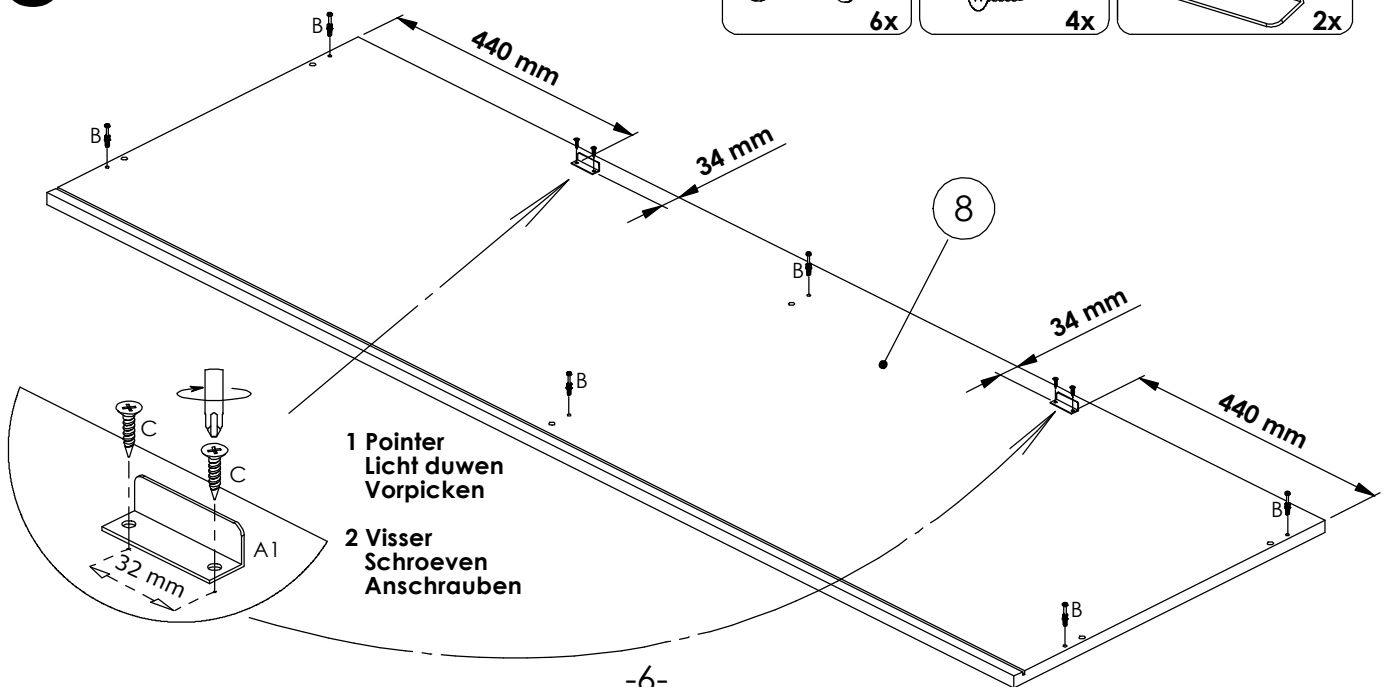 6x
4x
2x
B
440 mm
B
34 mm
8
B
34 mm
B
440 mm
C
C
1 Pointer
Licht duwen
Vorpicken
B
2 Visser
Schroeven
Anschrauben
A1
32 mm
B
-6-